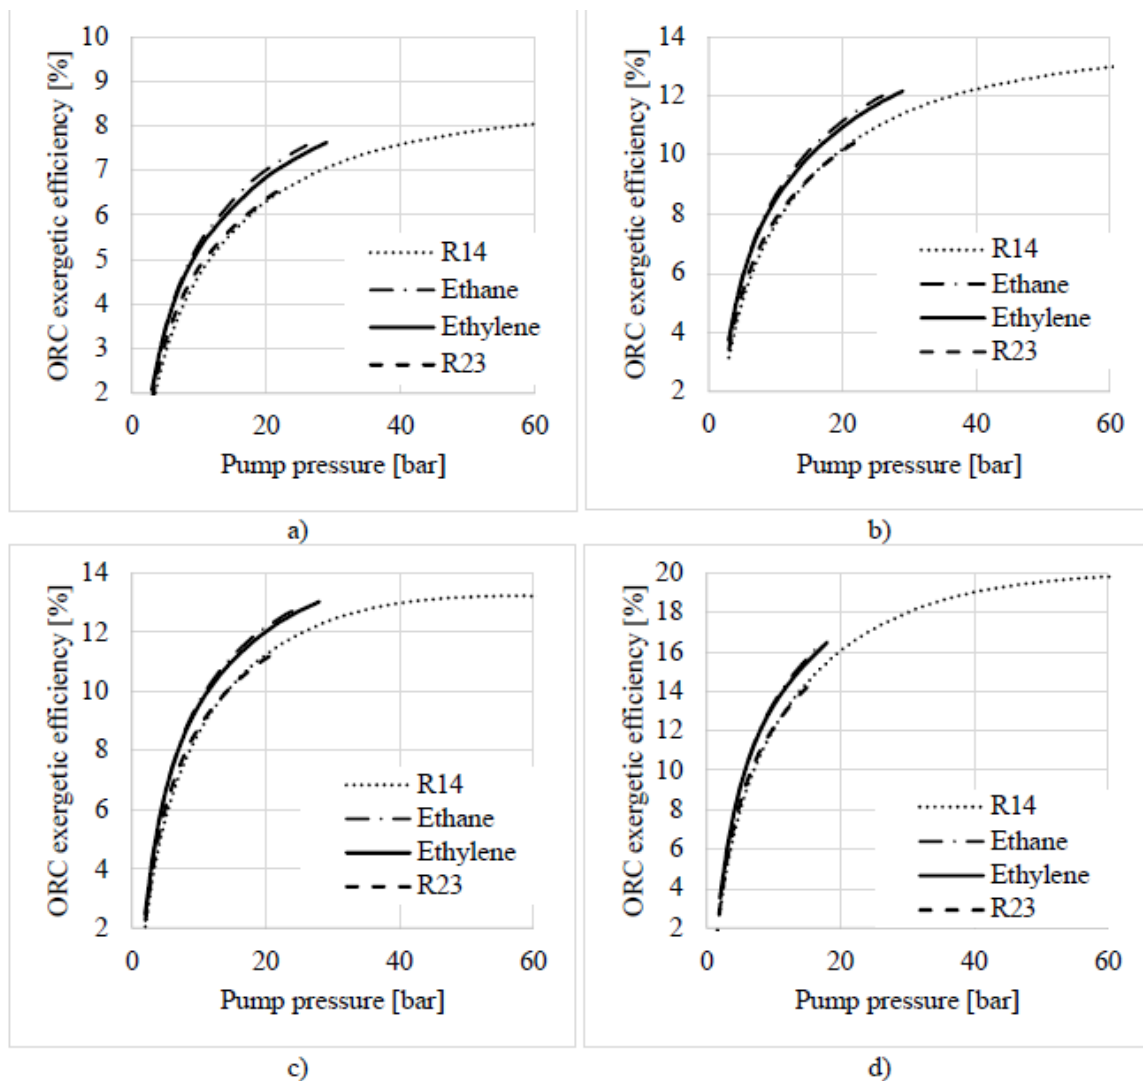 ORC exergetic efficiency [%]
10
9
8
7
6
5
4
3
2
R14
Ethane
Ethylene
R23
0 20 40 60
Pump pressure [bar]
a)
ORC exergetic efficiency [%]
14
12
10
8
6
4
2
R14
Ethane
Ethylene
R23
0 20 40 60
Pump pressure [bar]
b)
ORC exergetic efficiency [%]
14
12
10
8
6
4
2
R14
Ethane
Ethylene
R23
0 20 40 60
Pump pressure [bar]
c)
ORC exergetic efficiency [%]
20
18
16
14
12
10
8
6
4
2
R14
Ethane
Ethylene
R23
0 20 40 60
Pump pressure [bar]
d)